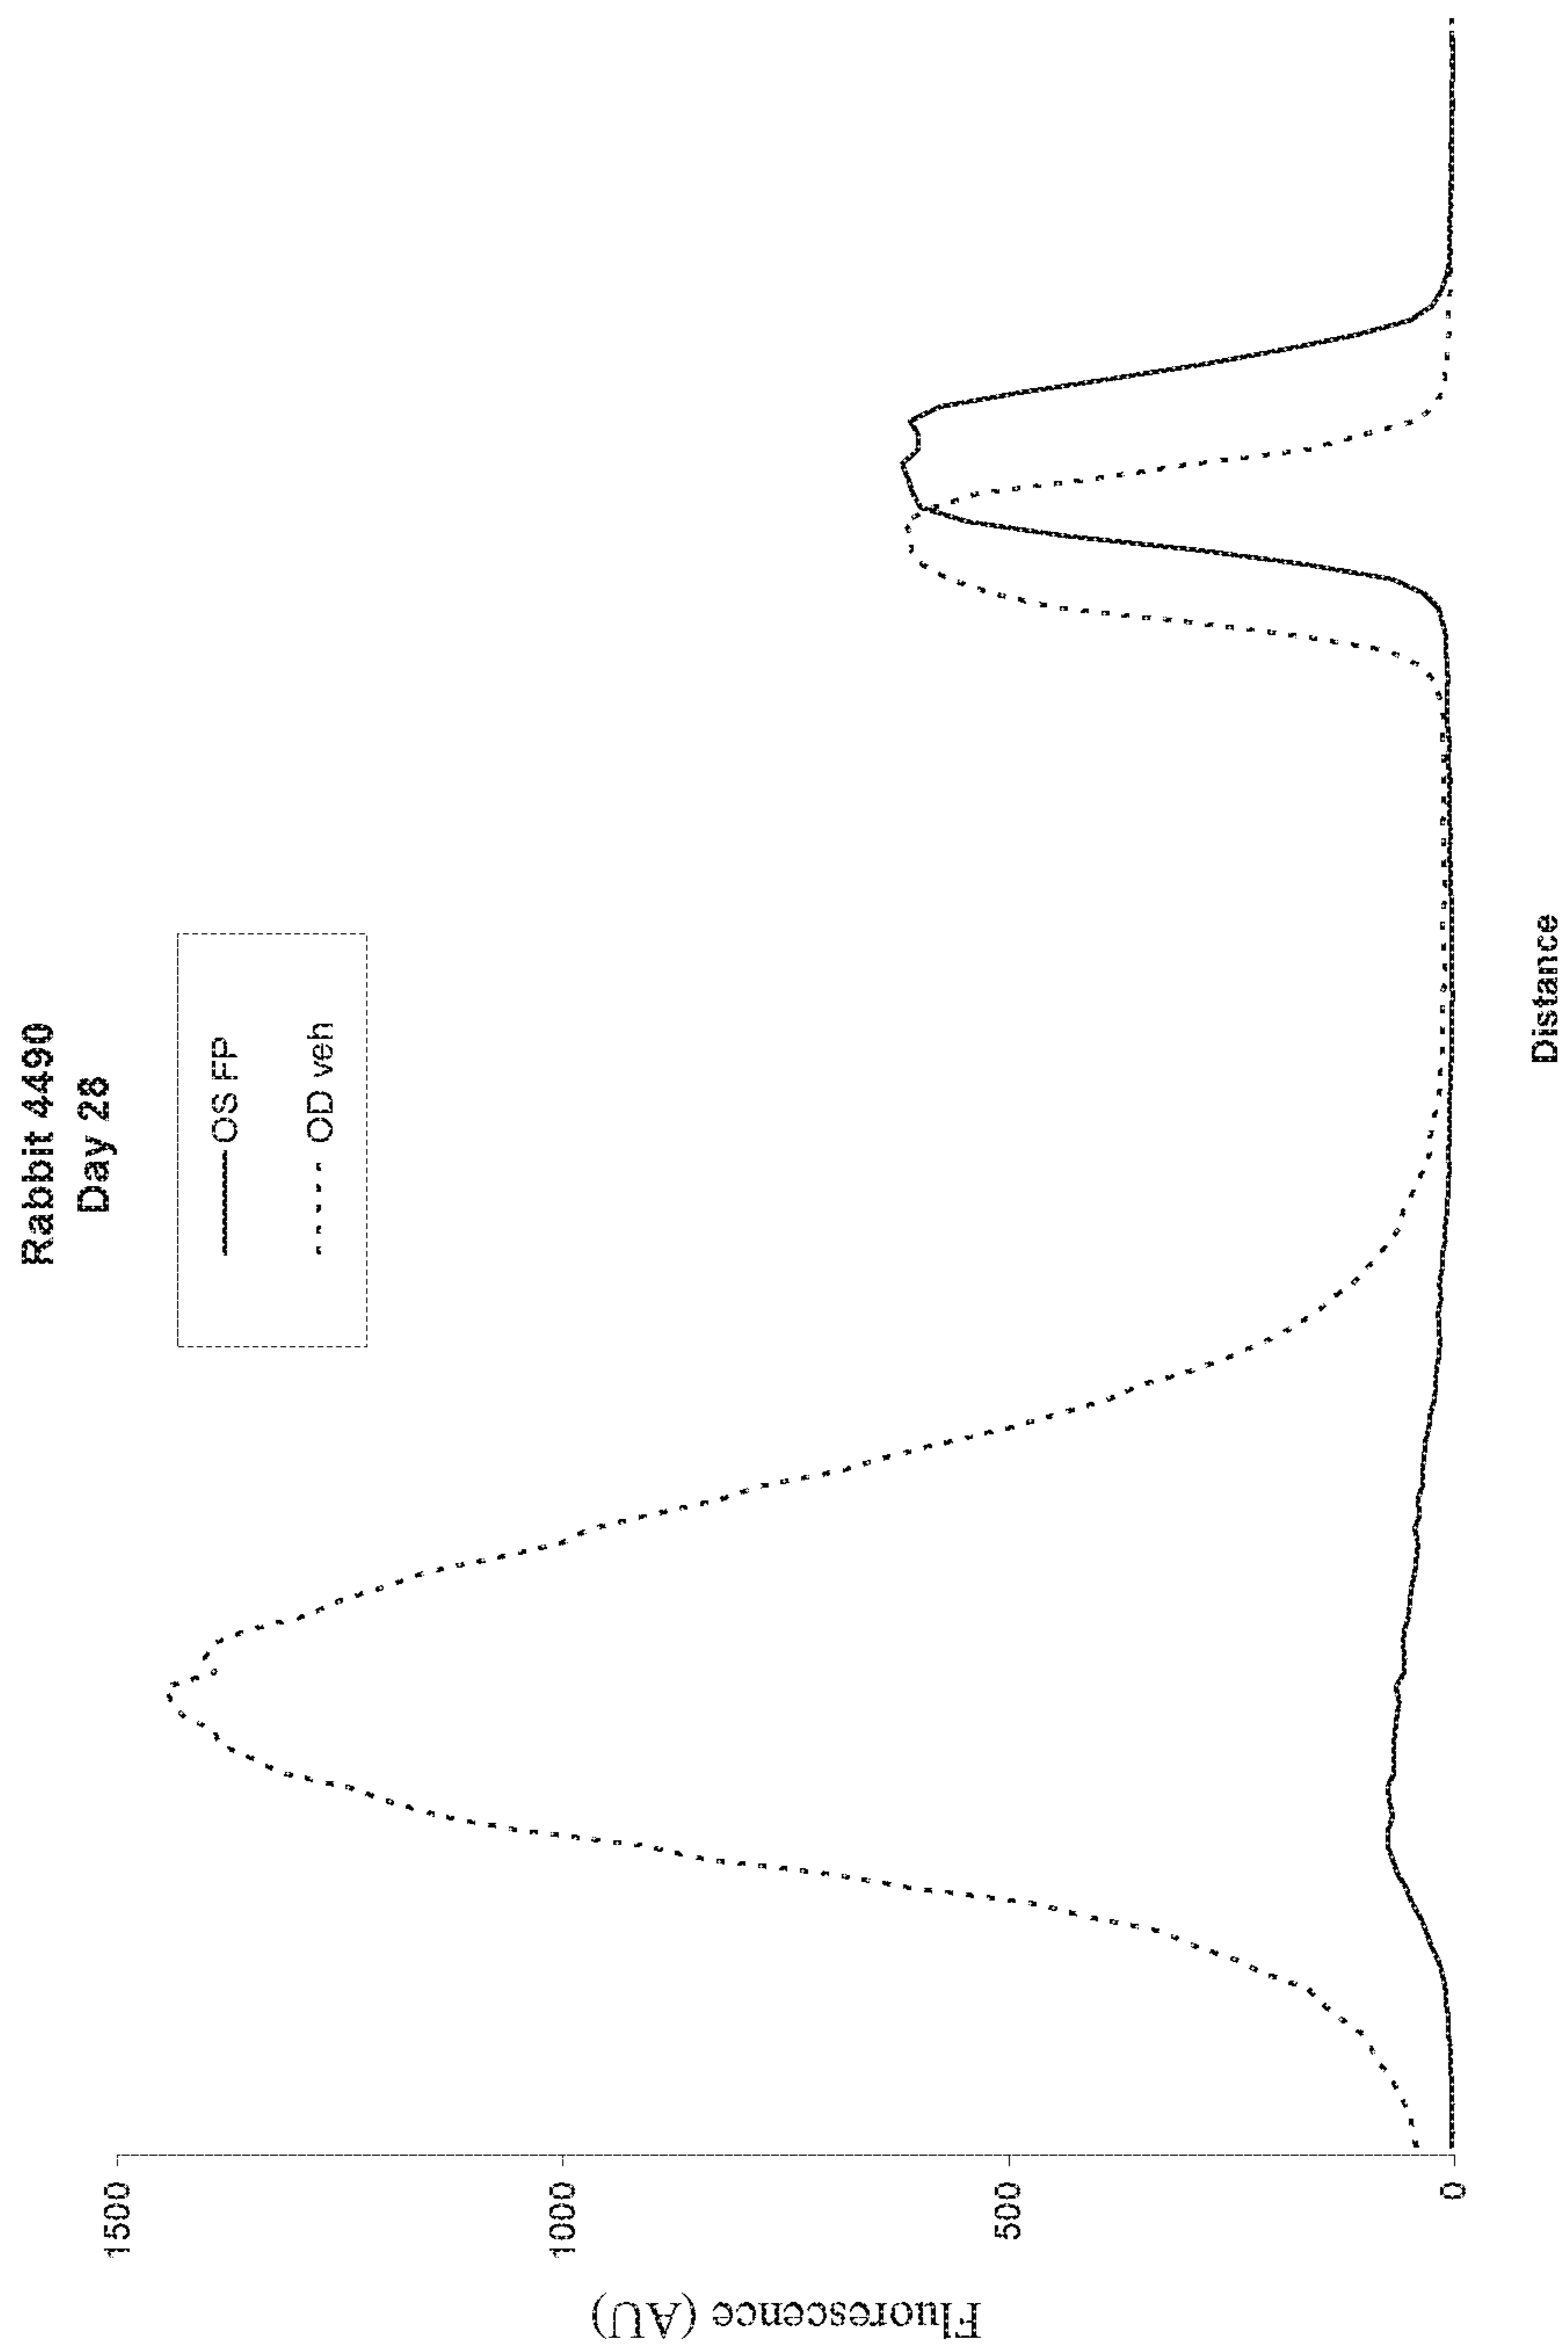 Rabbit 4490
Day 28
OS FP
OD veh
Fluorescence (AU)
1500
1000
500
0
Distance